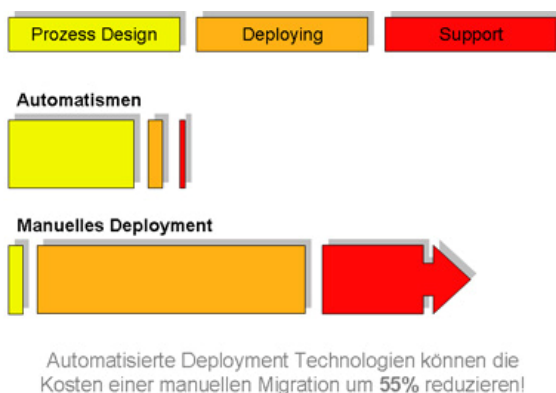 Prozess Design
Deploying
Support
Automatismen
Manuelles Deployment
Automatisierte Deployment Technologien können die
Kosten einer manuellen Migration um 55% reduzieren!